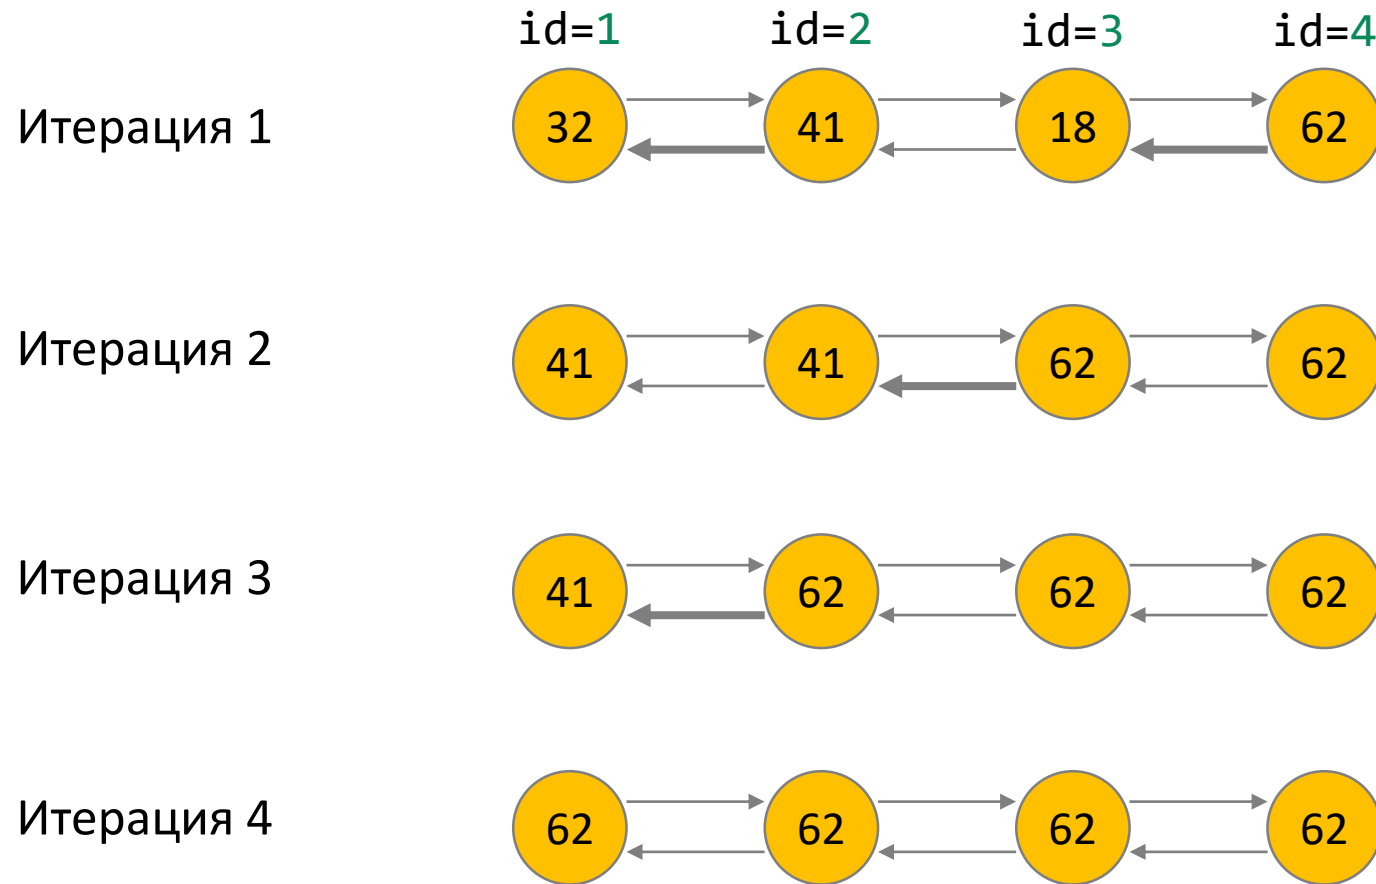 id=1 id=2 id=3 id=4
Итерация 1 32 41 18 62
Итерация 2 41 41 62 62
Итерация 3 41 62 62 62
Итерация 4 62 62 62 62